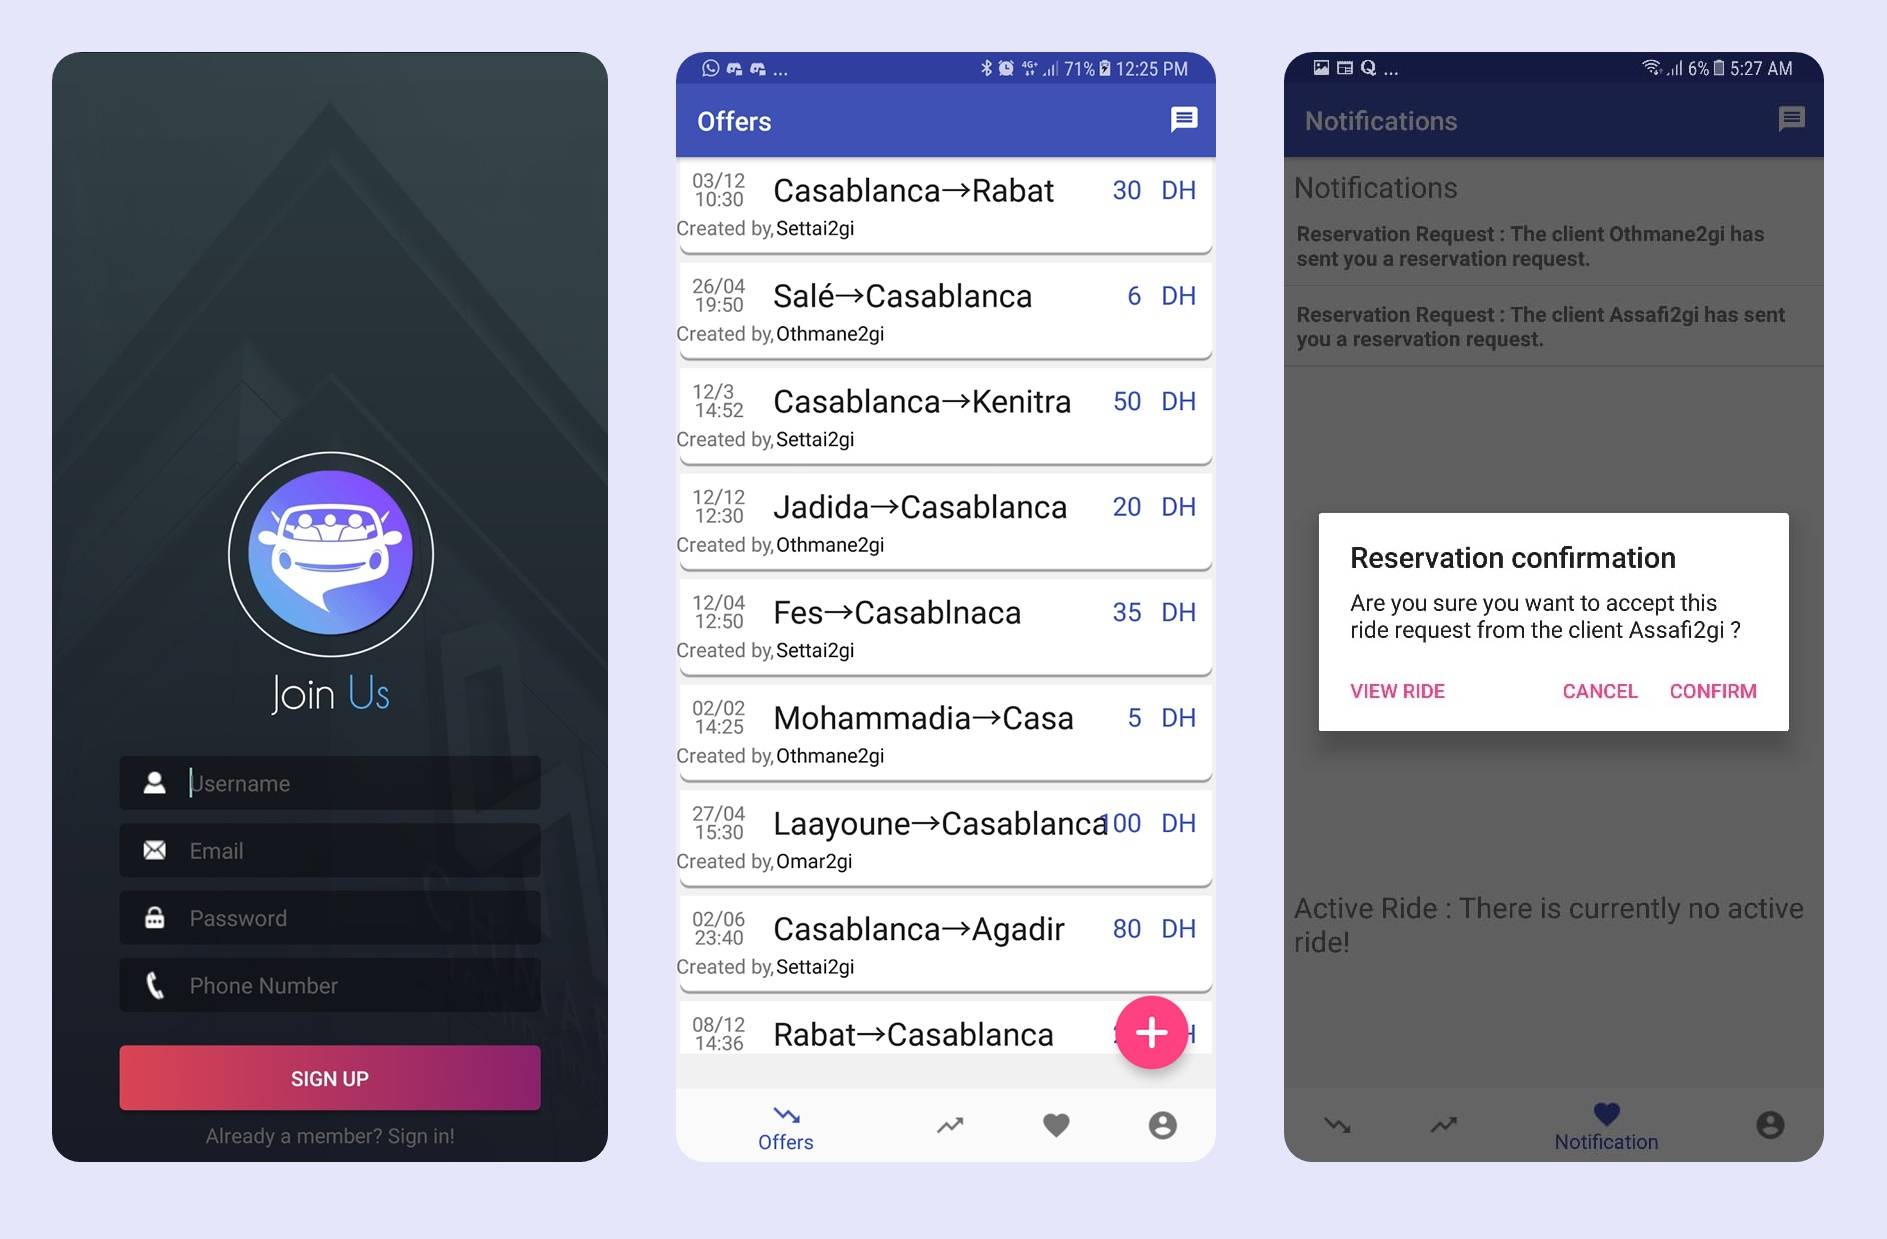 Join Us
Username
Email
Password
Phone Number
SIGN UP
Already a member? Sign in!
... 71% 12:25 PM
Offers
03/12
10:30
Casablanca→Rabat 30 DH
Created by, Settai2gi
26/04
19:50
Salé→Casablanca 6 DH
Created by, Othmane2gi
12/3
14:52
Casablanca→Kenitra 50 DH
Created by, Settai2gi
12/12
12:30
Jadida→Casablanca 20 DH
Created by, Othmane2gi
12/04
12:50
Fes→Casablnaca 35 DH
Created by, Settai2gi
02/02
14:25
Mohammadia→Casa 5 DH
Created by, Othmane2gi
27/04
15:30
Laayoune→Casablanca 100 DH
Created by, Omar2gi
02/06
23:40
Casablanca→Agadir 80 DH
Created by, Settai2gi
08/12
14:36
Rabat→Casablanca
Offers
... 6% 5:27 AM
Notifications
Notifications
Reservation Request : The client Othmane2gi has
sent you a reservation request.
Reservation Request : The client Assafi2gi has sent
you a reservation request.
Reservation confirmation
Are you sure you want to accept this
ride request from the client Assafi2gi ?
VIEW RIDE CANCEL CONFIRM
Active Ride : There is currently no active
ride!
Notification